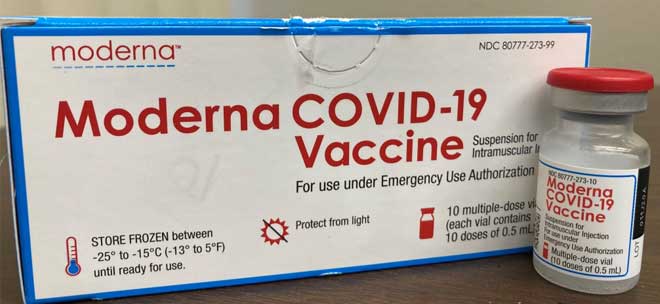 moderna™
NDC 80777-273-99
Moderna COVID-19
Vaccine
Suspension for
Intramuscular Inj
For use under Emergency Use Authorization
STORE FROZEN between
-25° to -15°C (-13° to 5°F)
until ready for use.
Protect from light
10 multiple-dose vial
(each vial contains
10 doses of 0.5 mL)
NDC 80777-273-10
Moderna
COVID-19
Vaccine
Suspension for
Intramuscular Injection
For use under
Emergency Use Authorization
Multiple-dose vial
(10 doses of 0.5 mL)
LOT